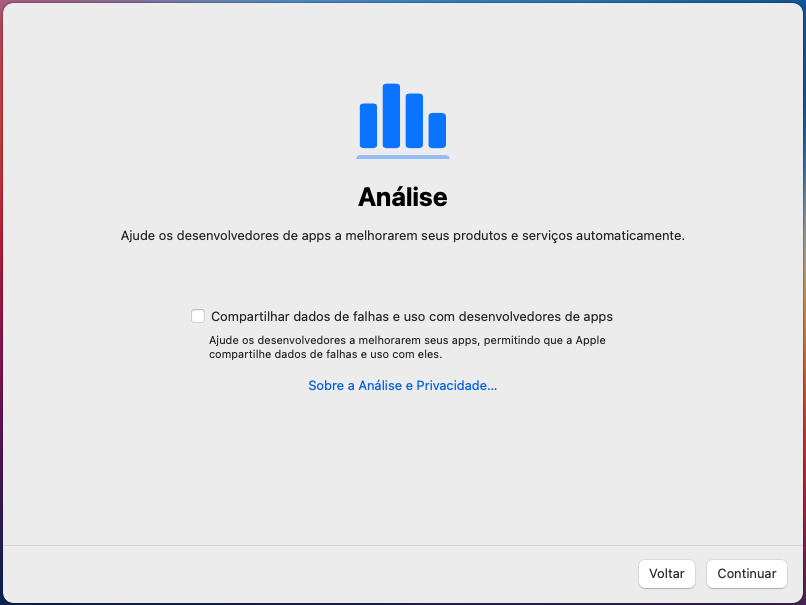 Análise
Ajude os desenvolvedores de apps a melhorarem seus produtos e serviços automaticamente.
Compartilhar dados de falhas e uso com desenvolvedores de apps
Ajude os desenvolvedores a melhorarem seus apps, permitindo que a Apple
compartilhe dados de falhas e uso com eles.
Sobre a Análise e Privacidade...
Voltar
Continuar